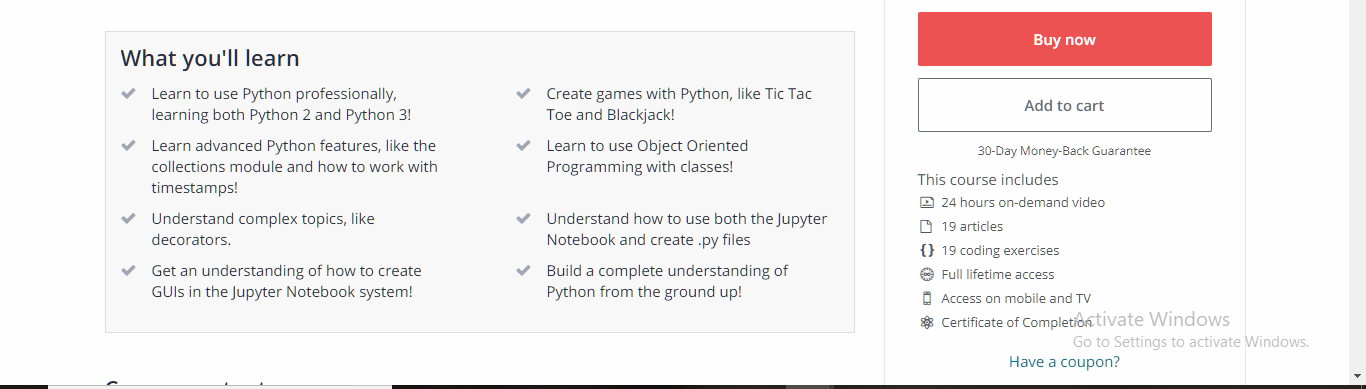 What you'll learn
Learn to use Python professionally,
learning both Python 2 and Python 3!
Learn advanced Python features, like the
collections module and how to work with
timestamps!
Understand complex topics, like
decorators.
Get an understanding of how to create
GUIs in the Jupyter Notebook system!
Create games with Python, like Tic Tac
Toe and Blackjack!
Learn to use Object Oriented
Programming with classes!
Understand how to use both the Jupyter
Notebook and create .py files
Build a complete understanding of
Python from the ground up!
Buy now
Add to cart
30-Day Money-Back Guarantee
This course includes
24 hours on-demand video
19 articles
19 coding exercises
Full lifetime access
Access on mobile and TV
Certificate of Completion
Activate Windows
Go to Settings to activate Windows.
Have a coupon?